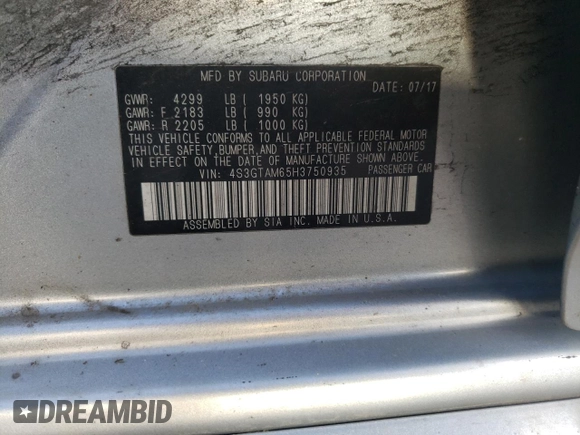 MFD BY SUBARU CORPORATION
DATE: 07/17
GVWR: 4299 LB ( 1950 KG)
GAWR: F 2183 LB ( 990 KG)
GAWR: R 2205 LB ( 1000 KG)
THIS VEHICLE CONFORMS TO ALL APPLICABLE FEDERAL MOTOR
VEHICLE SAFETY,BUMPER,AND THEFT PREVENTION STANDARDS
IN EFFECT ON THE DATE OF MANUFACTURE SHOWN ABOVE.
VIN: 4S3GTAM65H3750935 PASSENGER CAR
ASSEMBLED BY SIA INC. MADE IN U.S.A.
DREAMBID